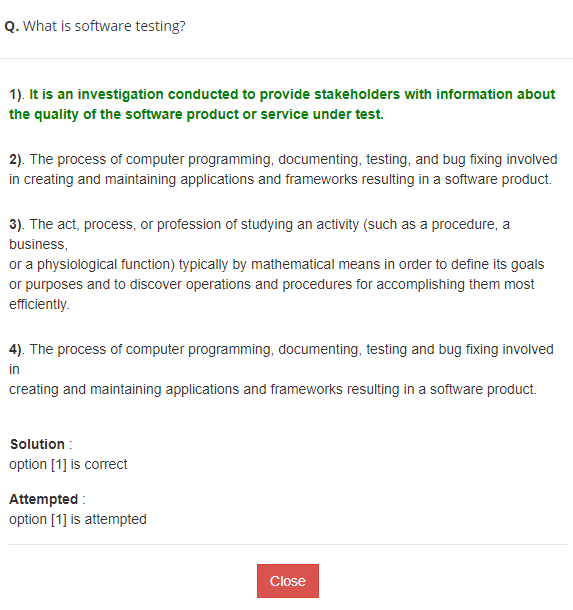 Q. What is software testing?
1). It is an investigation conducted to provide stakeholders with information about
the quality of the software product or service under test.
2). The process of computer programming, documenting, testing, and bug fixing involved
in creating and maintaining applications and frameworks resulting in a software product.
3). The act, process, or profession of studying an activity (such as a procedure, a
business,
or a physiological function) typically by mathematical means in order to define its goals
or purposes and to discover operations and procedures for accomplishing them most
efficiently.
4). The process of computer programming, documenting, testing and bug fixing involved
in
creating and maintaining applications and frameworks resulting in a software product.
Solution :
option [1] is correct
Attempted :
option [1] is attempted
Close